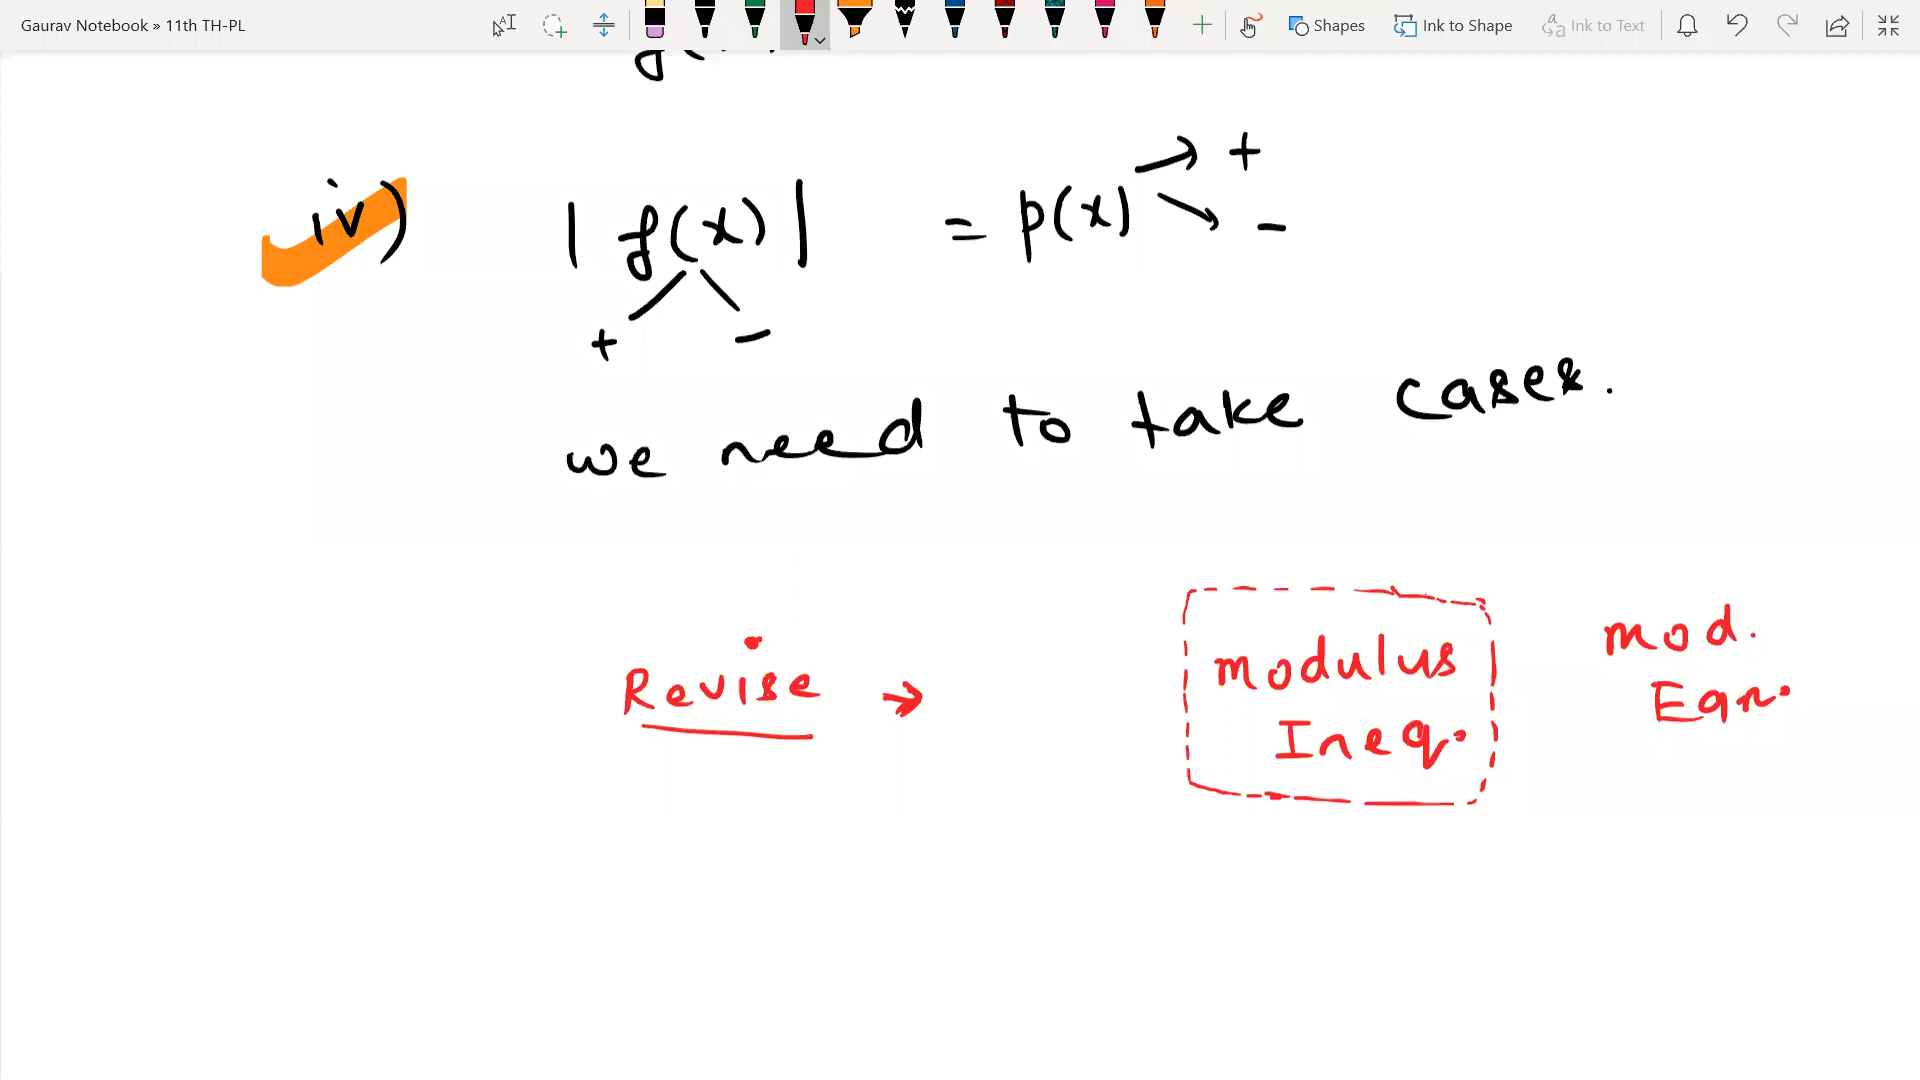 Gaurav Notebook » 11th TH-PL
Shapes
Ink to Shape
Ink to Text
iv) |f(x)| = p(x) → +
→ -
+ -
we need to take cases.
Revise → modulus Ineq.
mod. Eqn.